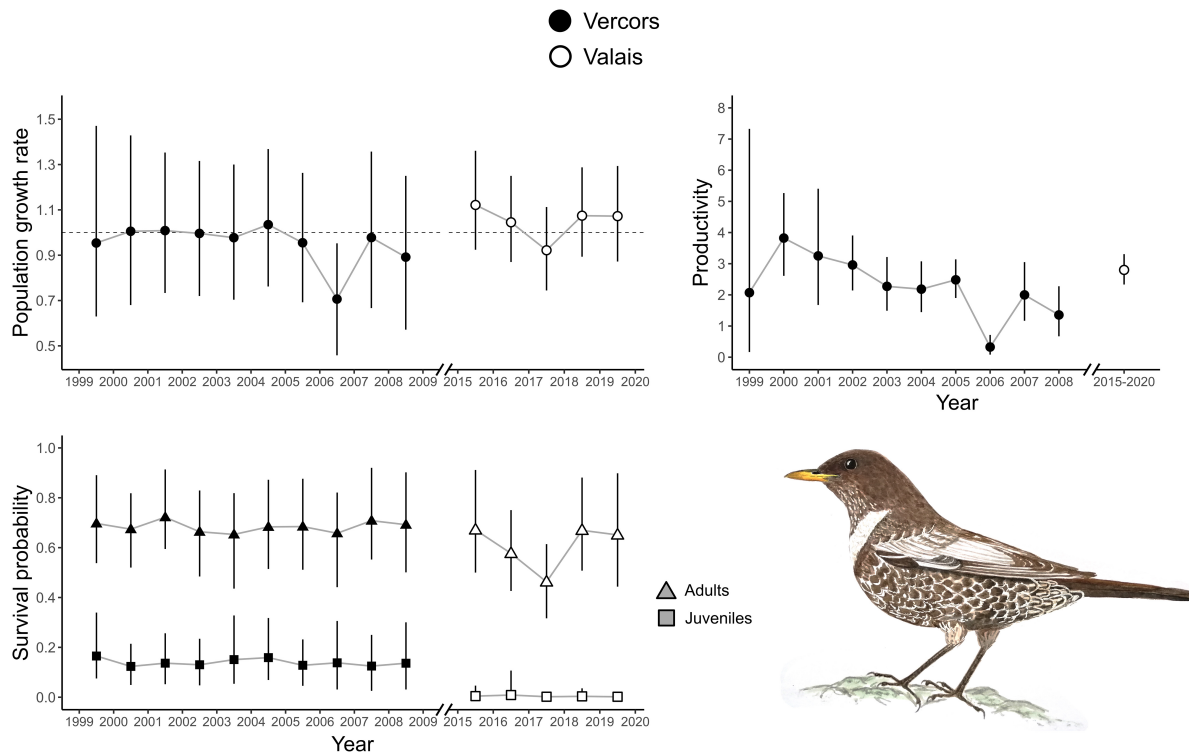 Vercors
Valais
Population growth rate
1.5
1.3
1.1
0.9
0.7
0.5
1999 2000 2001 2002 2003 2004 2005 2006 2007 2008 2009 2015 2016 2017 2018 2019 2020
Productivity
8
7
6
5
4
3
2
1
0
1999 2000 2001 2002 2003 2004 2005 2006 2007 2008 2015-2020
Year
Survival probability
1.0
0.8
0.6
0.4
0.2
0.0
1999 2000 2001 2002 2003 2004 2005 2006 2007 2008 2009 2015 2016 2017 2018 2019 2020
Year
Adults
Juveniles